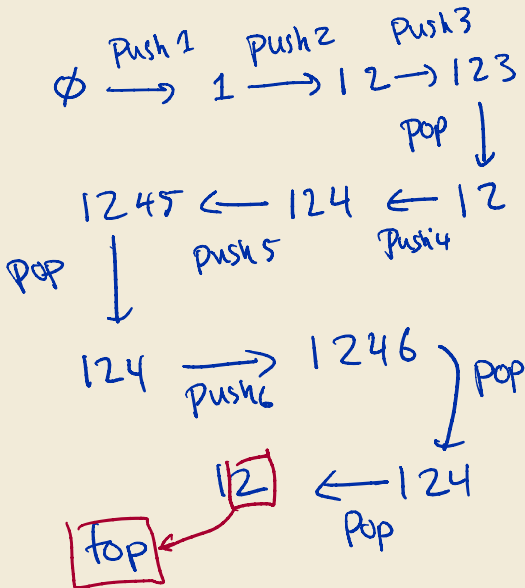 Push 1 Push 2 Push 3
∅ → 1 → 12 → 123
Pop
1245 ← 124 ← 12
Pop Push 5 Push 4
124 → 1246
Push 6 Pop
12 ← 124
Pop
top